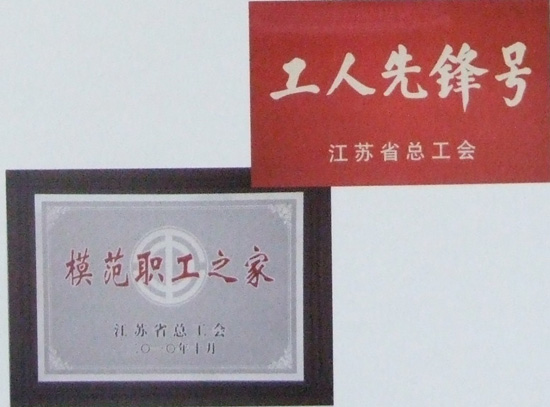 工人先锋号
江苏省总工会
模范职工之家
江苏省总工会
二〇一〇年十月